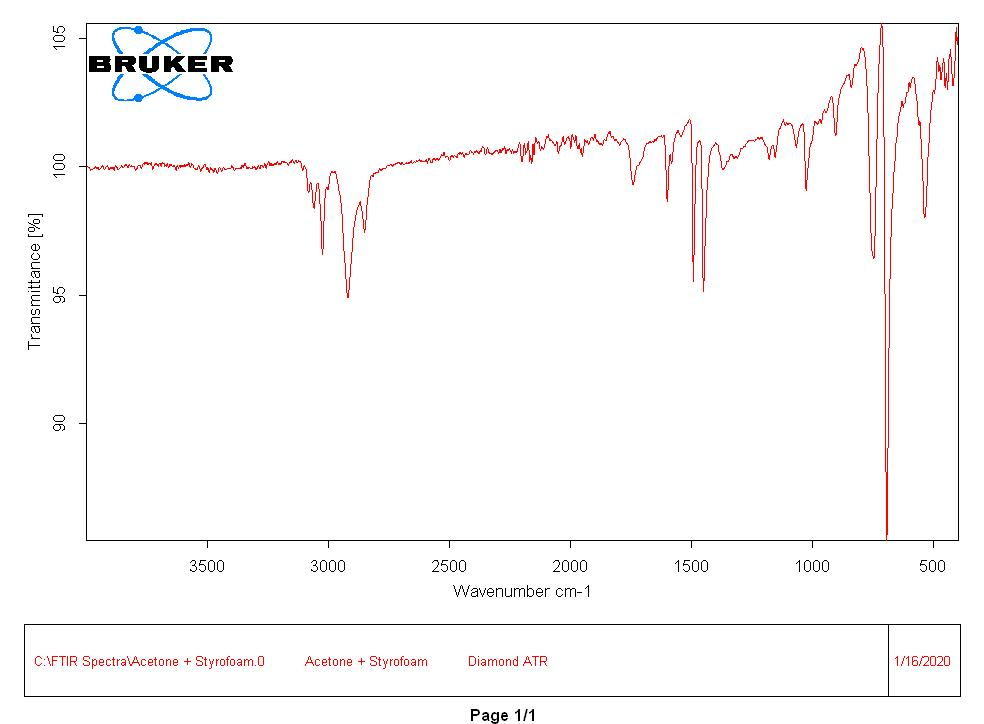 BRUKER
105
100
95
90
Transmittance [%]
3500 3000 2500 2000 1500 1000 500
Wavenumber cm-1
C:\FTIR Spectra\Acetone + Styrofoam.0 Acetone + Styrofoam Diamond ATR 1/16/2020
Page 1/1